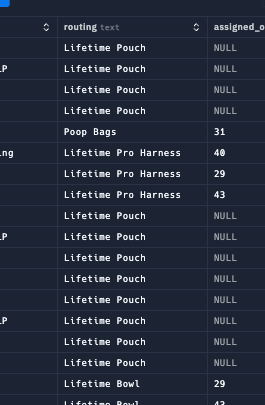 routing text assigned_o
Lifetime Pouch NULL
LP Lifetime Pouch NULL
Lifetime Pouch NULL
Lifetime Pouch NULL
Poop Bags 31
ng Lifetime Pro Harness 40
Lifetime Pro Harness 29
Lifetime Pro Harness 43
Lifetime Pouch NULL
LP Lifetime Pouch NULL
Lifetime Pouch NULL
Lifetime Pouch NULL
LP Lifetime Pouch NULL
Lifetime Pouch NULL
Lifetime Pouch NULL
Lifetime Bowl 29
Lifetime Bowl 43